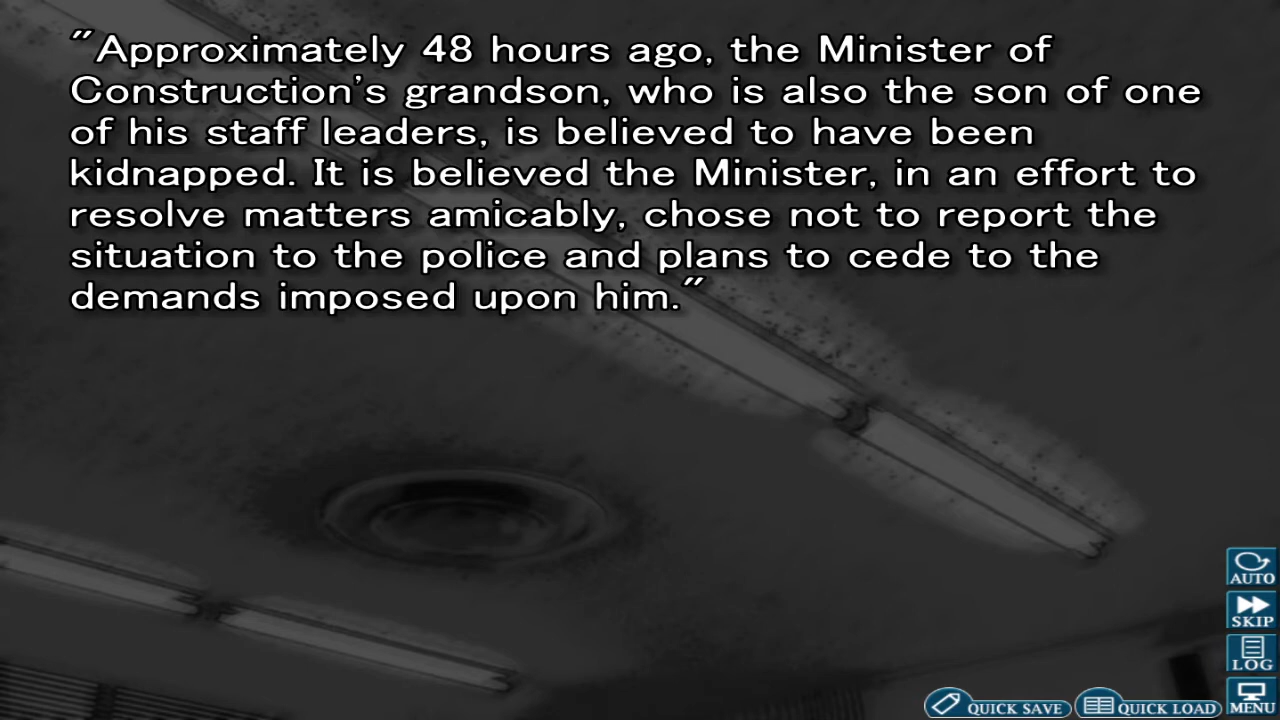 "Approximately 48 hours ago, the Minister of
Construction's grandson, who is also the son of one
of his staff leaders, is believed to have been
kidnapped. It is believed the Minister, in an effort to
resolve matters amicably, chose not to report the
situation to the police and plans to cede to the
demands imposed upon him."
AUTO
SKIP
LOG
MENU
QUICK SAVE
QUICK LOAD